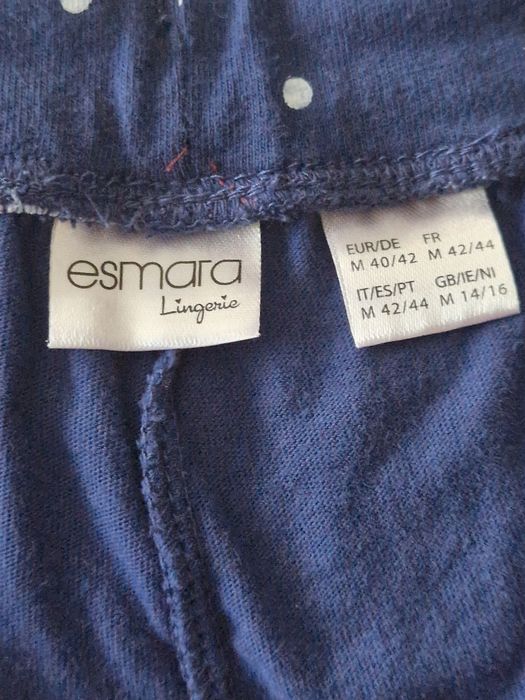 esmara
Lingerie
EUR/DE FR
M 40/42 M 42/44
IT/ES/PT GB/IE/NI
M 42/44 M 14/16